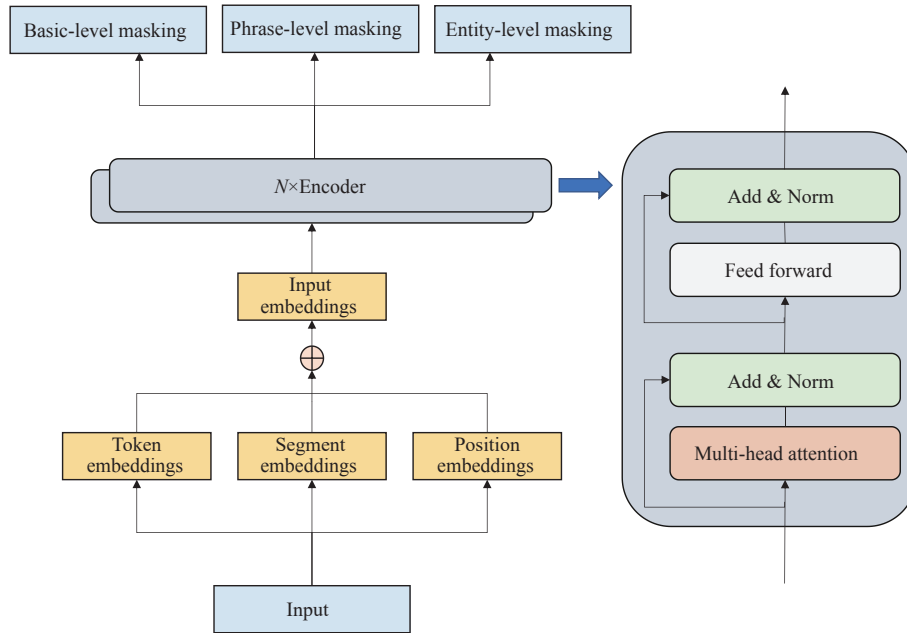 Basic-level masking
Phrase-level masking
Entity-level masking
N×Encoder
Input
embeddings
Token
embeddings
Segment
embeddings
Position
embeddings
Input
Add & Norm
Feed forward
Add & Norm
Multi-head attention